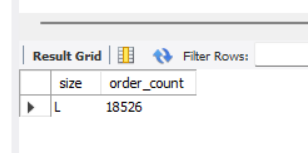 Result Grid Filter Rows:
size order_count
L 18526